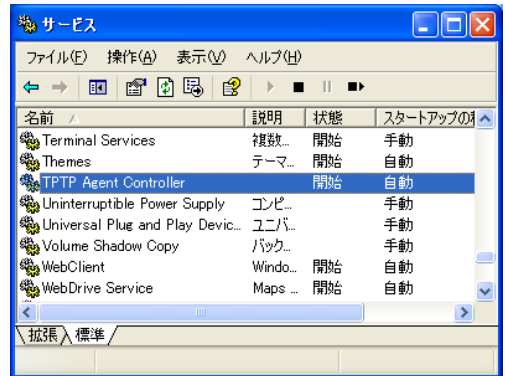 サービス
ファイル(F) 操作(A) 表示(V) ヘルプ(H)
名前 説明 状態 スタートアップの
Terminal Services 複数... 開始 手動
Themes テーマ... 開始 自動
TPTP Agent Controller 開始 自動
Uninterruptible Power Supply コンピ... 手動
Universal Plug and Play Devic... ユニバ... 手動
Volume Shadow Copy バック... 手動
WebClient Windo... 開始 自動
WebDrive Service Maps ... 開始 自動
拡張 標準